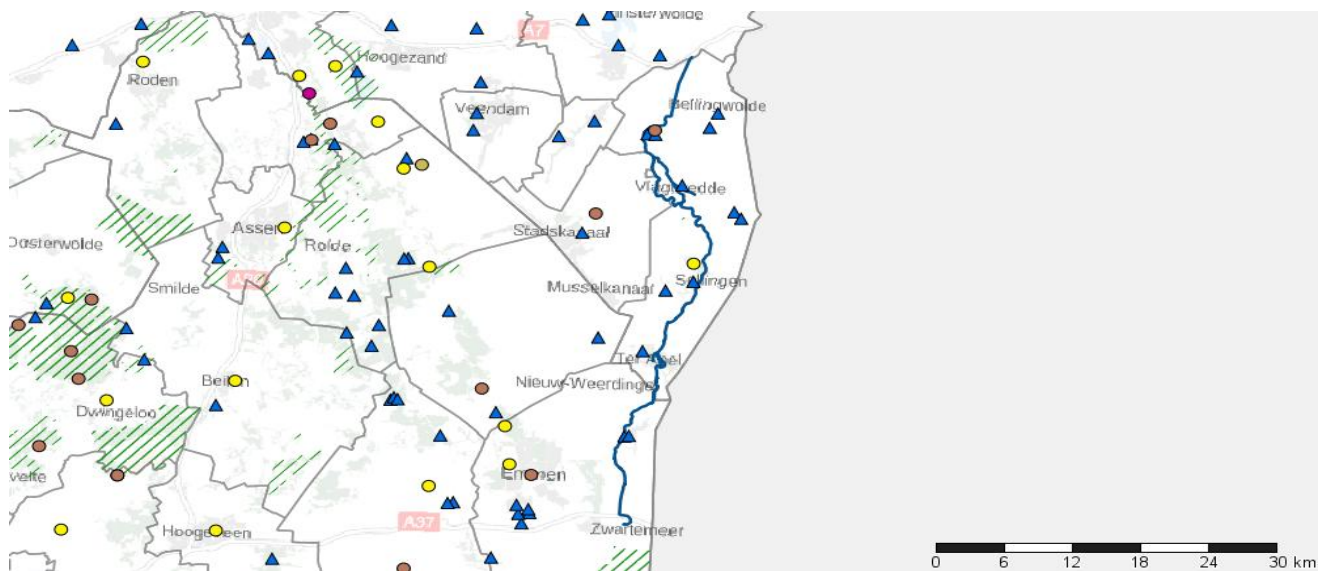 A7
Hoogezand
Roden
Bellingwolde
Veendam
Vlagtwedde
Assen
Stadskanaal
Oosterwolde
Rolde
Smilde
Musselkanaal
Sellingen
Ter Apel
Beilen
Nieuw-Weerdinge
Dwingeloo
Emmen
A37
Hoogeveen
Zwartemeer
0 6 12 18 24 30 km